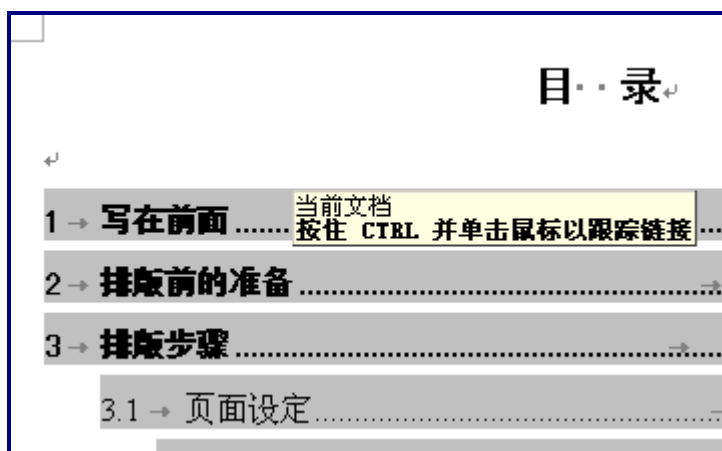 目 录
当前文档
按住 CTRL 并单击鼠标以跟踪链接
1 → 写在前面.......
2 → 排版前的准备.......
3 → 排版步骤.......
3.1 → 页面设定.......